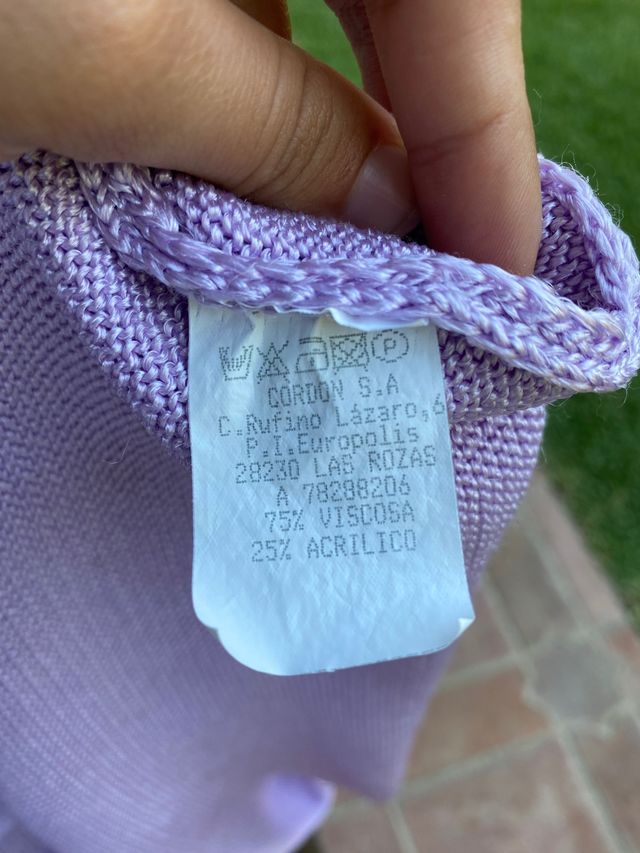 P
CORDON S.A
C.Rufino Lázaro,6
P.I.Europolis
28230 LAS ROZAS
A 78288206
75% VISCOSA
25% ACRILICO